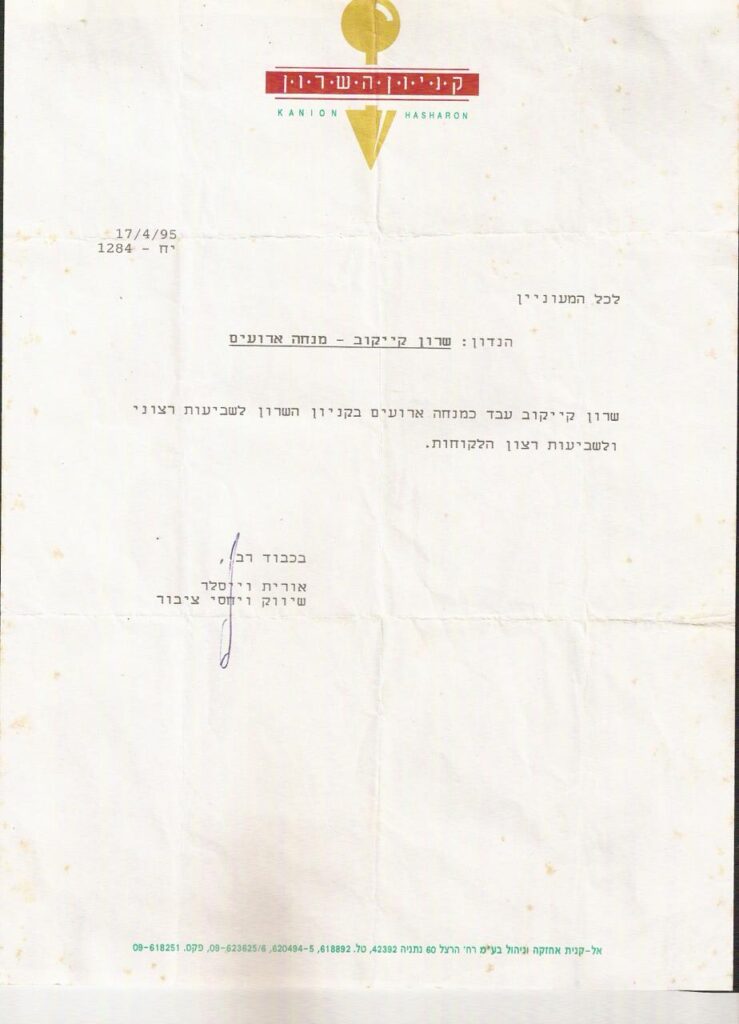 קניון השרון
KANION HASHARON
17/4/95
יח - 1284
לכל המעוניין
הנדון: שרון קייקוב - מנחה ארועים
שרון קייקוב עבד כמנחה ארועים בקניון השרון לשביעות רצוני
ולשביעות רצון הלקוחות.
בכבוד רב,
אורית וייסלר
שיווק ויחסי ציבור
אל-קנית אחזקה וניהול בע"מ רח' הרצל 60 נתניה 42392, טל. 618892, 620494-5, 09-623625/6, פקס. 09-618251